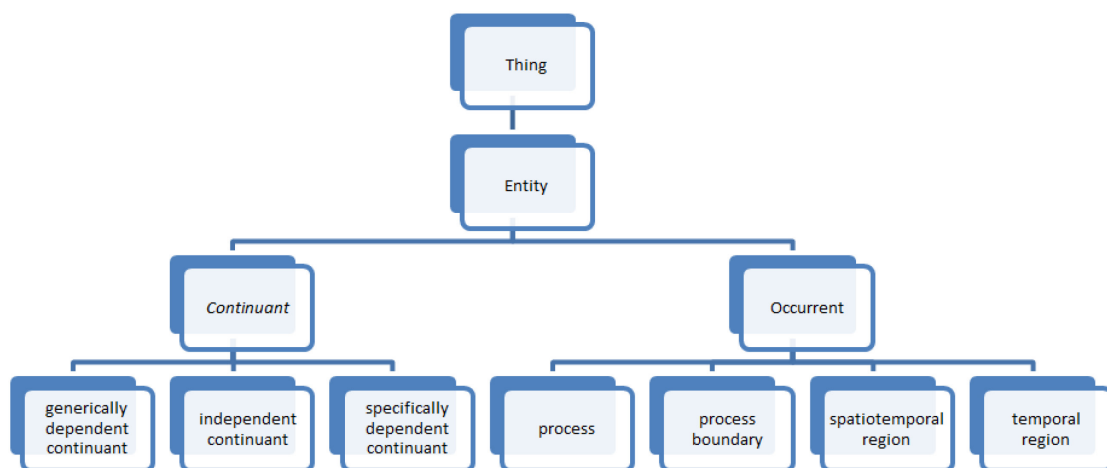 Thing
Entity
Continuant
Occurrent
generically
dependent
continuant
independent
continuant
specifically
dependent
continuant
process
process
boundary
spatiotemporal
region
temporal
region